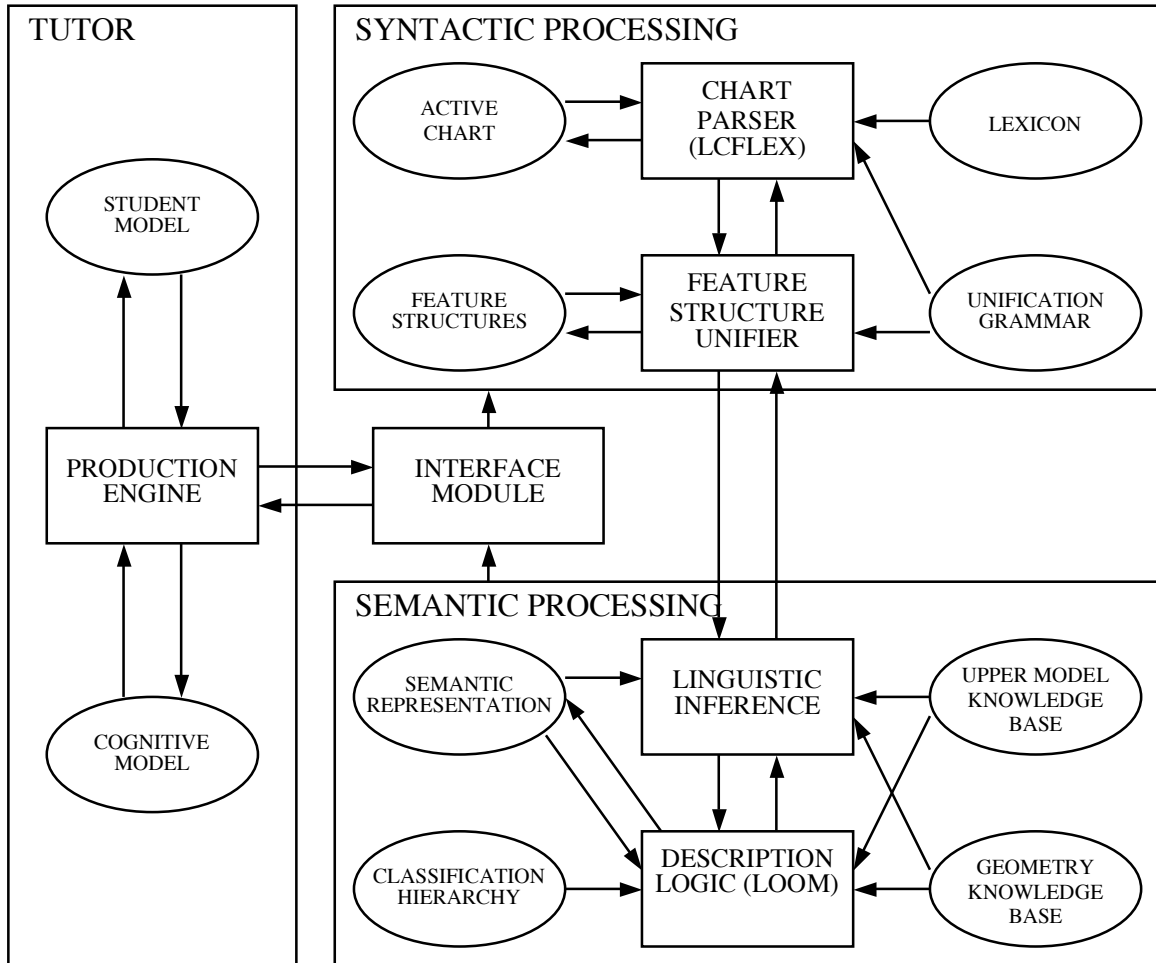 TUTOR
STUDENT
MODEL
PRODUCTION
ENGINE
COGNITIVE
MODEL
INTERFACE
MODULE
SYNTACTIC PROCESSING
ACTIVE
CHART
CHART
PARSER
(LCFLEX)
LEXICON
FEATURE
STRUCTURES
FEATURE
STRUCTURE
UNIFIER
UNIFICATION
GRAMMAR
SEMANTIC PROCESSING
SEMANTIC
REPRESENTATION
LINGUISTIC
INFERENCE
UPPER MODEL
KNOWLEDGE
BASE
CLASSIFICATION
HIERARCHY
DESCRIPTION
LOGIC (LOOM)
GEOMETRY
KNOWLEDGE
BASE